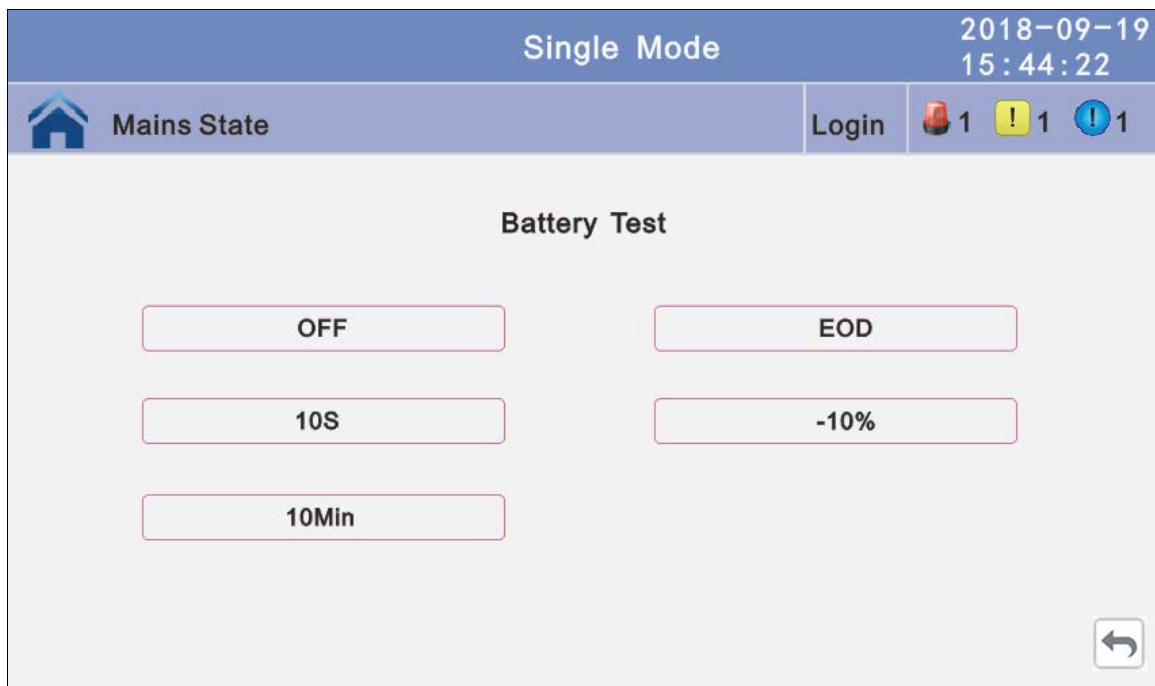 Single Mode
2018-09-19
15:44:22
Mains State
Login
1
! 1
! 1
Battery Test
OFF
EOD
10S
-10%
10Min